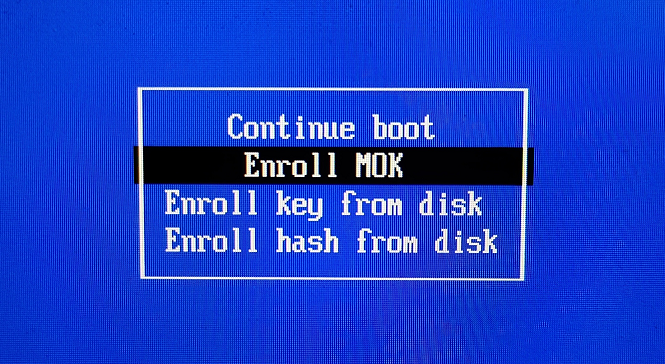 Continue boot
Enroll MOK
Enroll key from disk
Enroll hash from disk